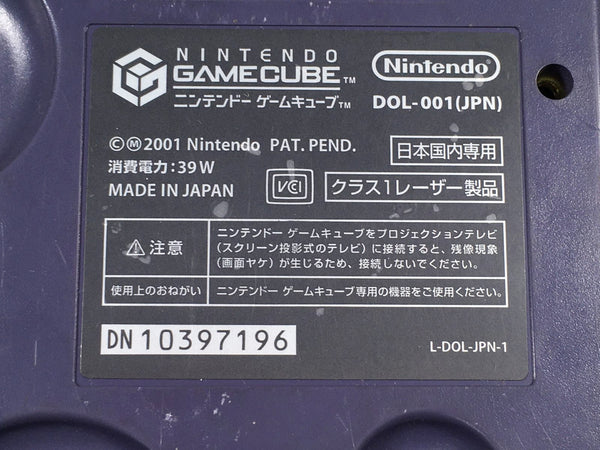 NINTENDO
GAMECUBE™
ニンテンドー ゲームキューブ™
Nintendo®
DOL-001(JPN)
©Ⓜ2001 Nintendo PAT. PEND.
消費電力:39W
MADE IN JAPAN
VCI
日本国内専用
クラス1レーザー製品
⚠注意
ニンテンドー ゲームキューブをプロジェクションテレビ
(スクリーン投影式のテレビ)に接続すると、残像現象
(画面ヤケ)が生じるため、接続しないでください。
使用上のおねがい
ニンテンドー ゲームキューブ専用の機器をご使用ください。
DN10397196
L-DOL-JPN-1